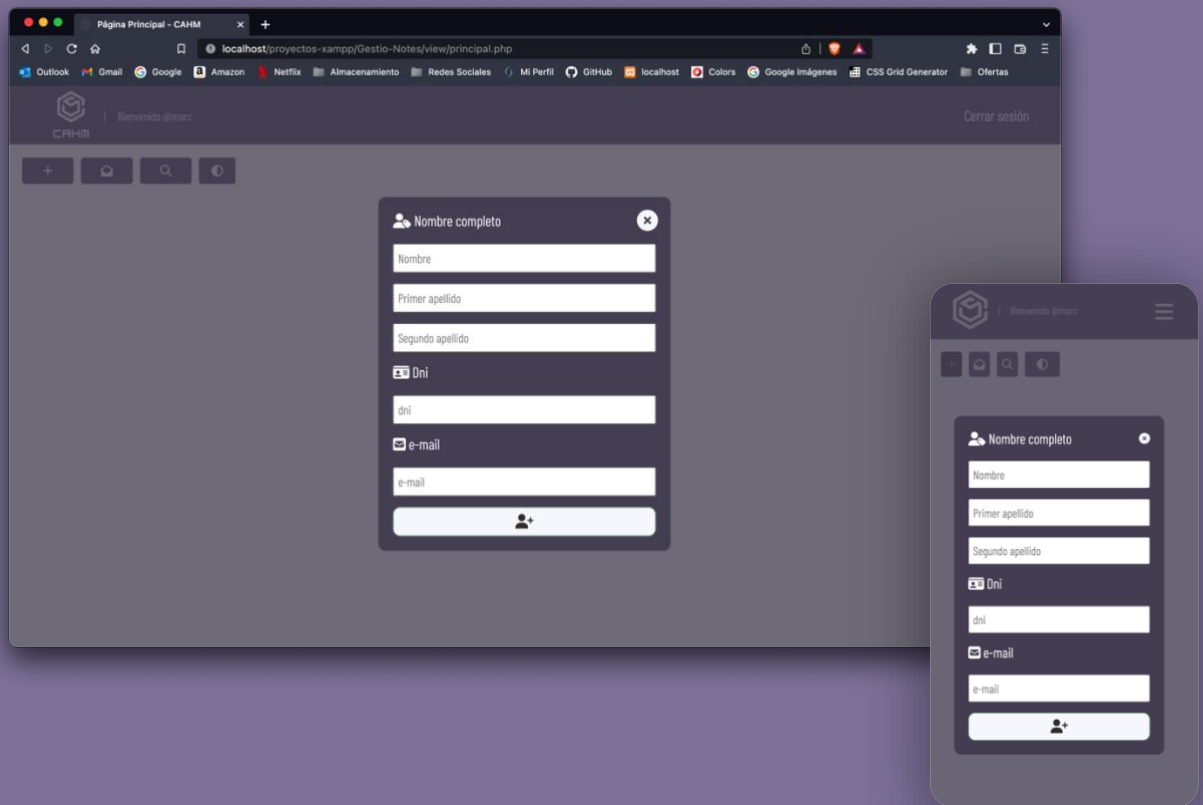 Página Principal - CAHM
localhost/proyectos-xampp/Gestio-Notes/view/principal.php
Outlook Gmail Google Amazon Netflix Almacenamiento Redes Sociales Mi Perfil GitHub localhost Colors Google Imágenes CSS Grid Generator Ofertas
CAHM | Bienvenido @marc Cerrar sesión
Nombre completo
Nombre
Primer apellido
Segundo apellido
Dni
dni
e-mail
e-mail
| Bienvenido @marc
Nombre completo
Nombre
Primer apellido
Segundo apellido
Dni
dni
e-mail
e-mail